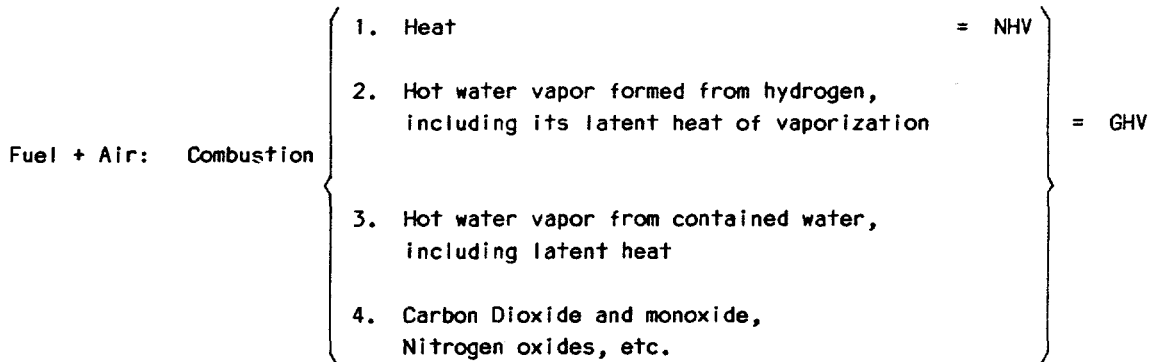 1. Heat = NHV
2. Hot water vapor formed from hydrogen,
including its latent heat of vaporization
Fuel + Air: Combustion = GHV
3. Hot water vapor from contained water,
including latent heat
4. Carbon Dioxide and monoxide,
Nitrogen oxides, etc.